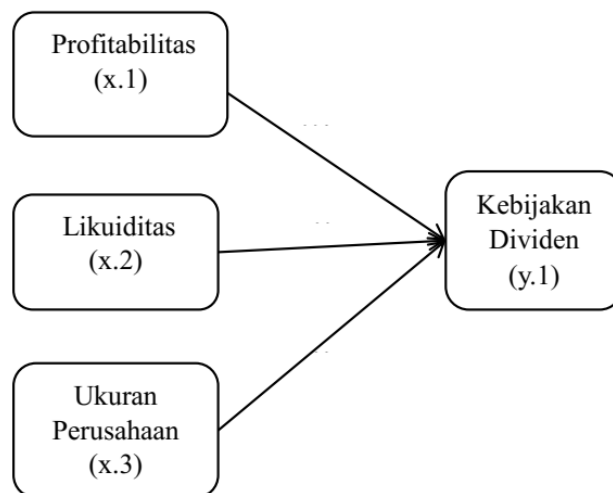 Profitabilitas
(x.1)
Likuiditas
(x.2)
Ukuran
Perusahaan
(x.3)
Kebijakan
Dividen
(y.1)